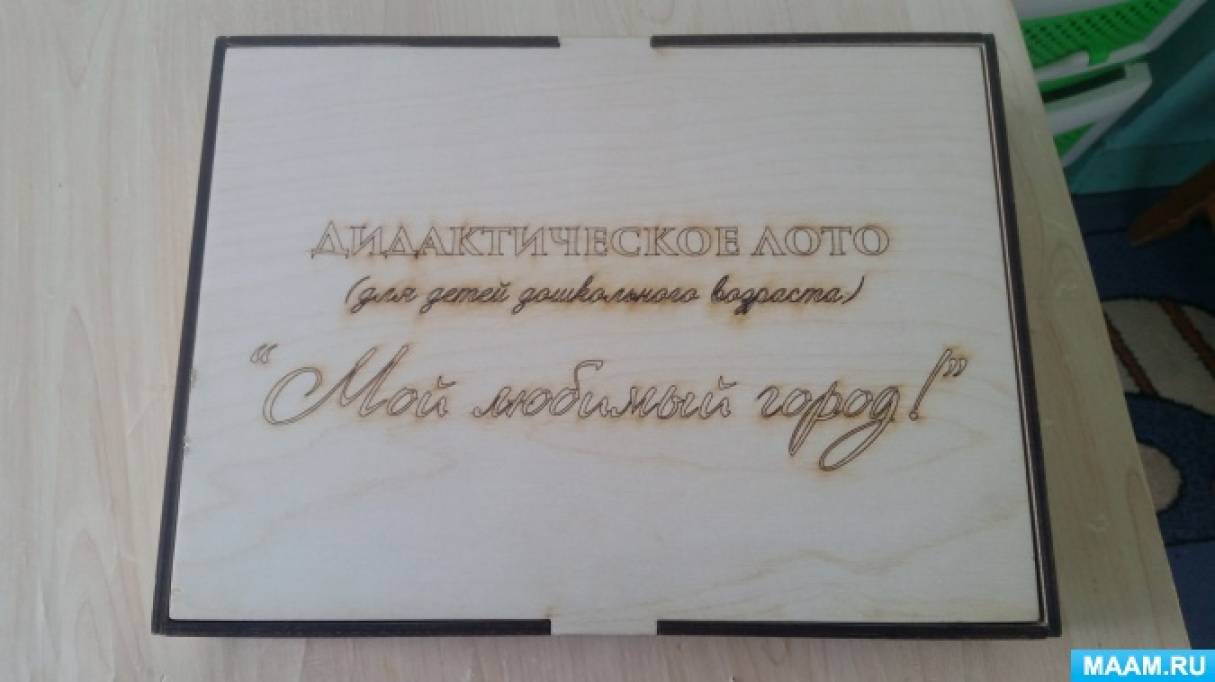 ДИДАКТИЧЕСКОЕ ЛОТО
(для детей дошкольного возраста)
“Мой любимый город!”
MAAM.RU